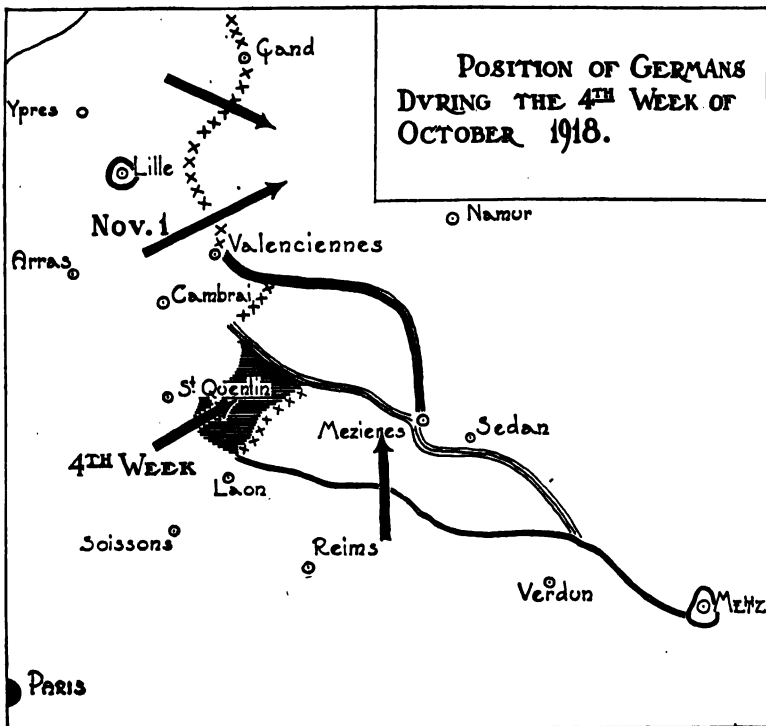 POSITION OF GERMANS
DVRING THE 4TH WEEK OF
OCTOBER 1918.
Gand
Ypres
Lille
Namur
Nov. 1
Valenciennes
Arras
Cambrai
St Quentin
Mezieres
Sedan
4TH WEEK
Laon
Soissons
Reims
Verdun
METZ
PARIS